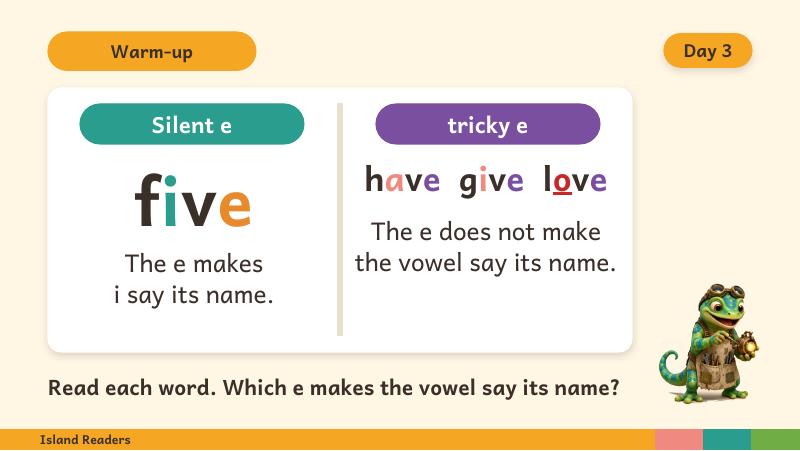 Warm-up
Day 3
Silent e
five
The e makes
i say its name.
tricky e
have give love
The e does not make
the vowel say its name.
Read each word. Which e makes the vowel say its name?
Island Readers